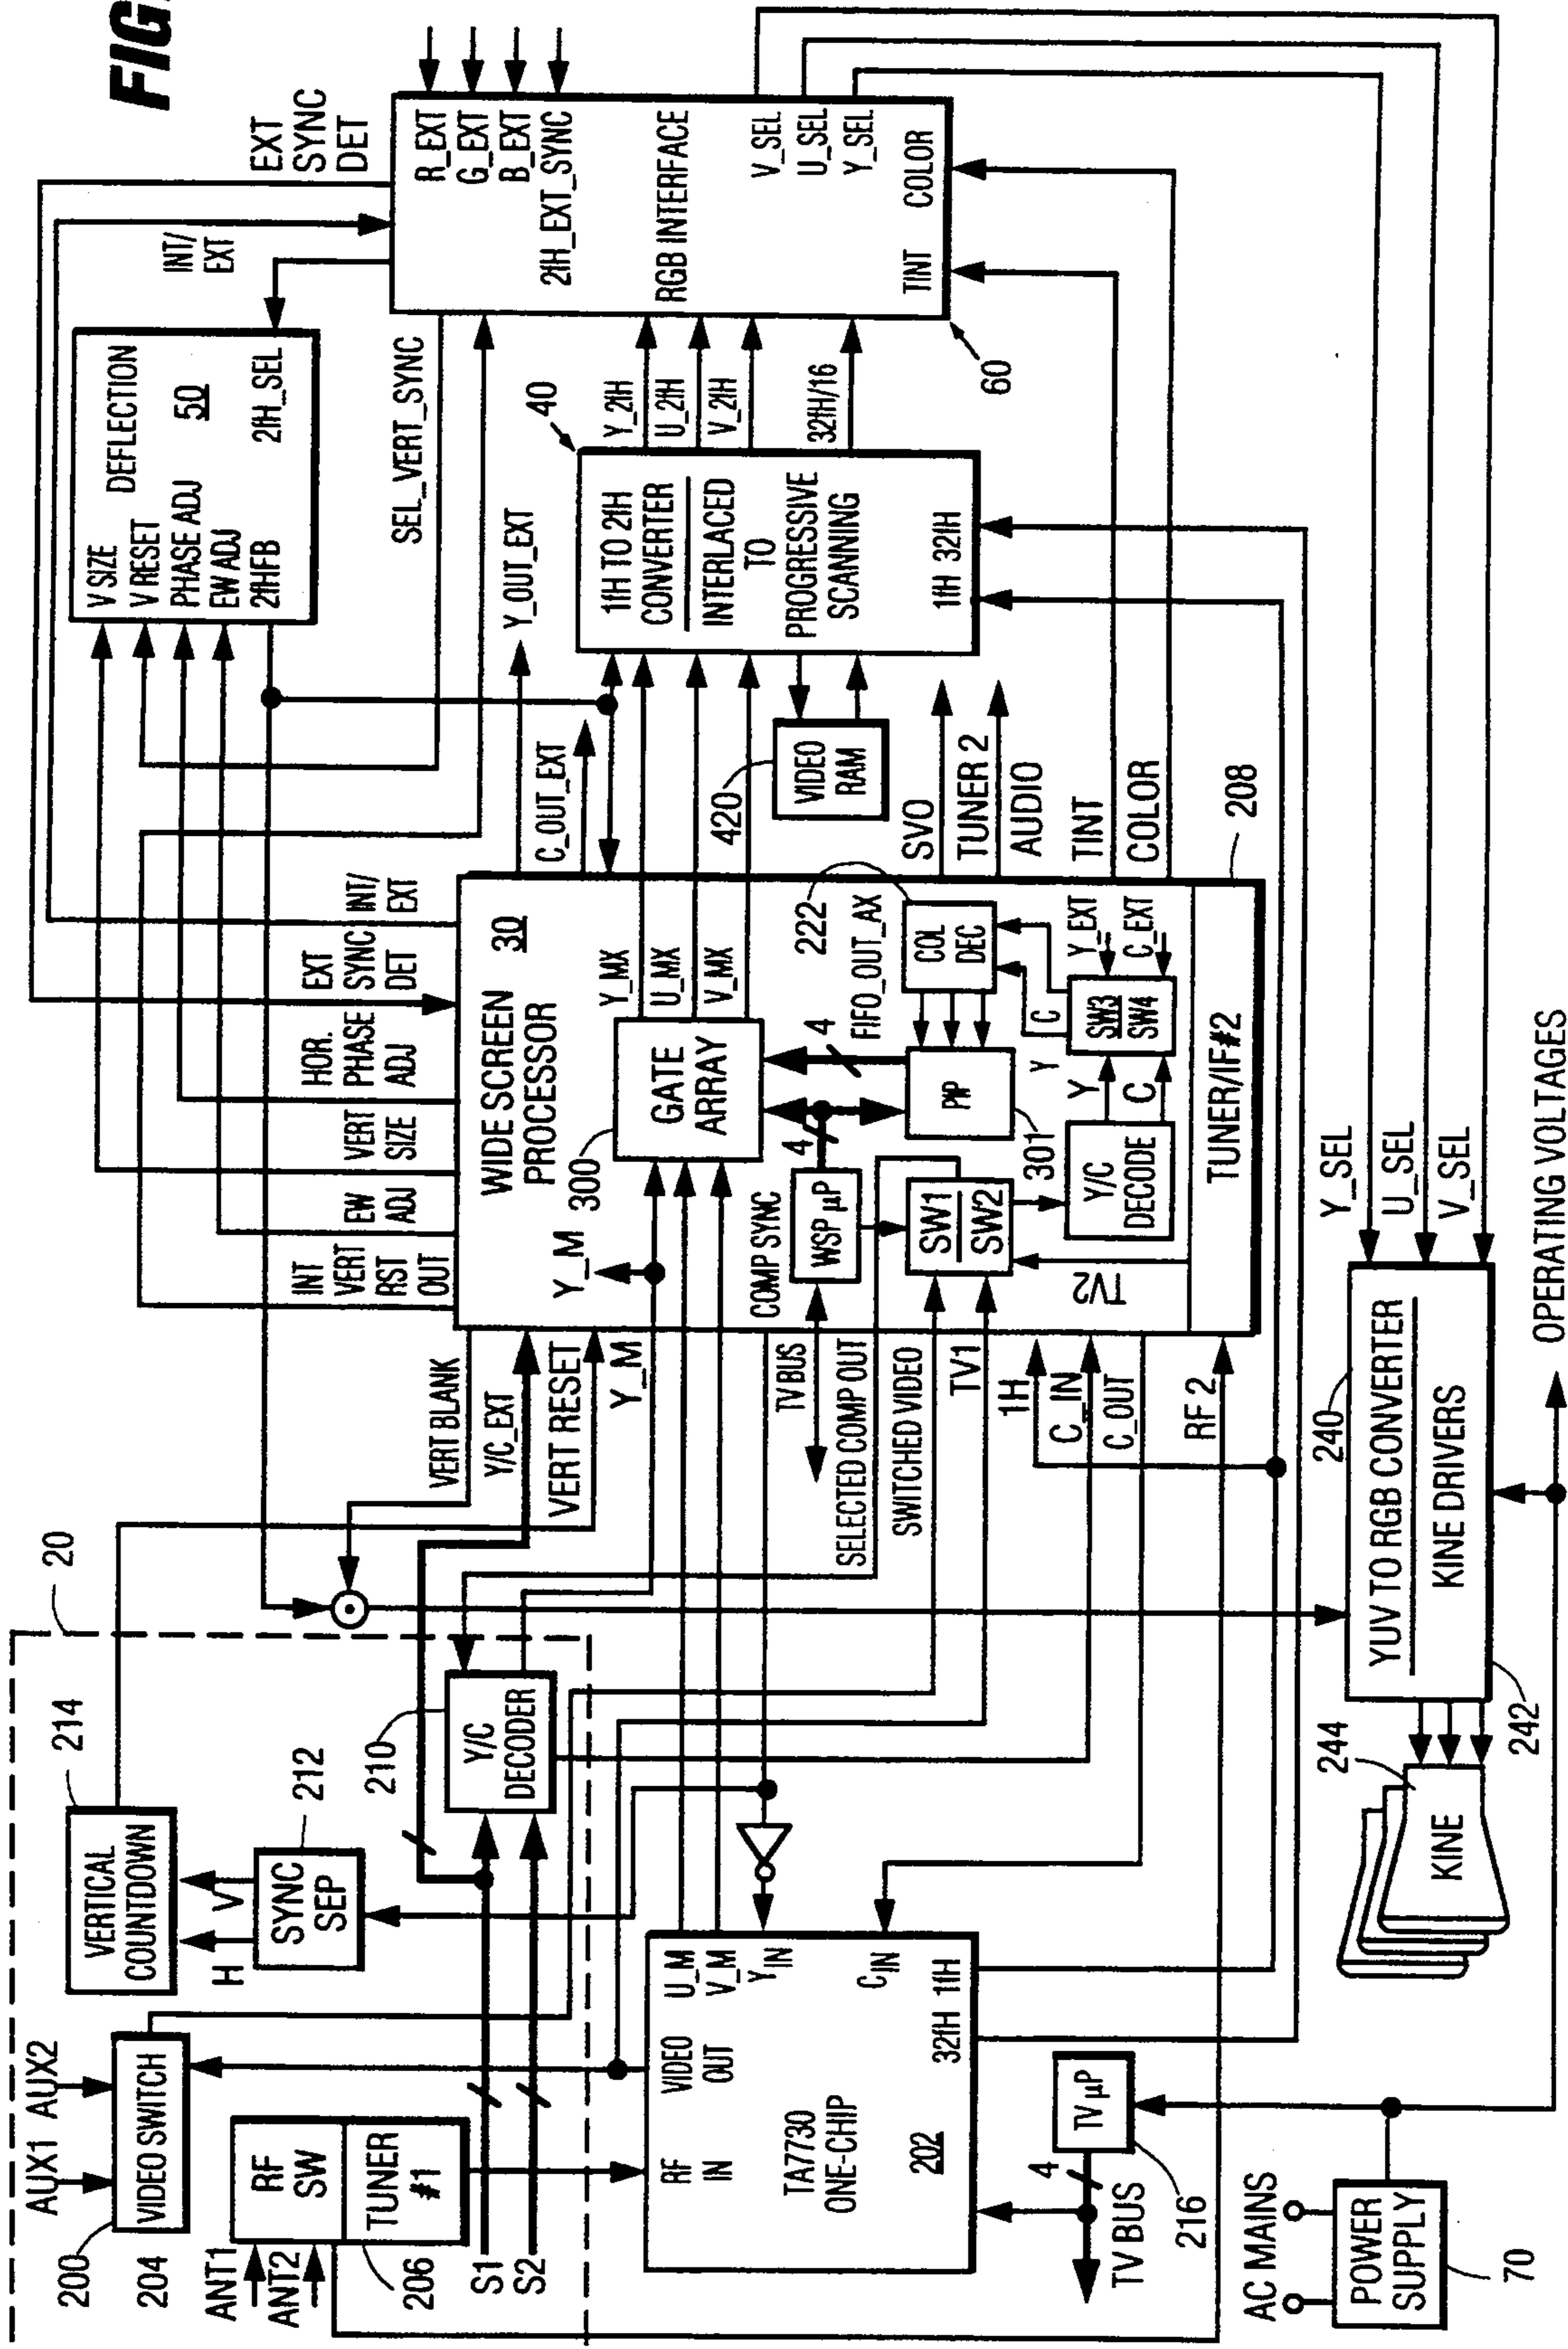 FIG.
AUX1 AUX2
VIDEO SWITCH
200
204
ANT1
ANT2
RF
SW
TUNER
#1
206
S1
S2
VERTICAL
COUNTDOWN
214
H V
SYNC
SEP
212
20
Y/C
DECODER
210
RF
IN
VIDEO
OUT
U_M
V_M
YIN
CIN
TA7730
ONE-CHIP
202
32fH 1fH
TV µP
216
4
TV BUS
AC MAINS
POWER
SUPPLY
70
VERT BLANK
Y/C_EXT
VERT RESET
Y_M
TV BUS
SELECTED COMP OUT
SWITCHED VIDEO
TV1
1H
C_IN
C_OUT
RF 2
INT
VERT
RST
OUT
EW
ADJ
VERT
SIZE
HOR.
PHASE
ADJ
EXT
SYNC
DET
INT/
EXT
WIDE SCREEN
PROCESSOR
30
Y_M
300
GATE
ARRAY
Y_MX
U_MX
V_MX
COMP SYNC
WSP µP
4
4
FIFO_OUT_AX
PIP
301
COL
DEC
222
SW1
SW2
TV2
Y/C
DECODE
Y
C
SW3
SW4
Y
C
Y_EXT
C_EXT
TUNER/IF#2
208
V SIZE
V RESET
PHASE ADJ
EW ADJ
2fHFB
DEFLECTION
50
2fH_SEL
INT/
EXT
EXT
SYNC
DET
SEL_VERT_SYNC
Y_OUT_EXT
C_OUT_EXT
40
1fH TO 2fH
CONVERTER
INTERLACED
TO
PROGRESSIVE
SCANNING
1fH 32fH
VIDEO
RAM
420
SVO
TUNER 2
AUDIO
TINT
COLOR
Y_2fH
U_2fH
V_2fH
32fH/16
R_EXT
G_EXT
B_EXT
2fH_EXT_SYNC
RGB INTERFACE
V_SEL
U_SEL
Y_SEL
TINT
COLOR
60
Y_SEL
U_SEL
V_SEL
240
YUV TO RGB CONVERTER
KINE DRIVERS
242
244
KINE
OPERATING VOLTAGES